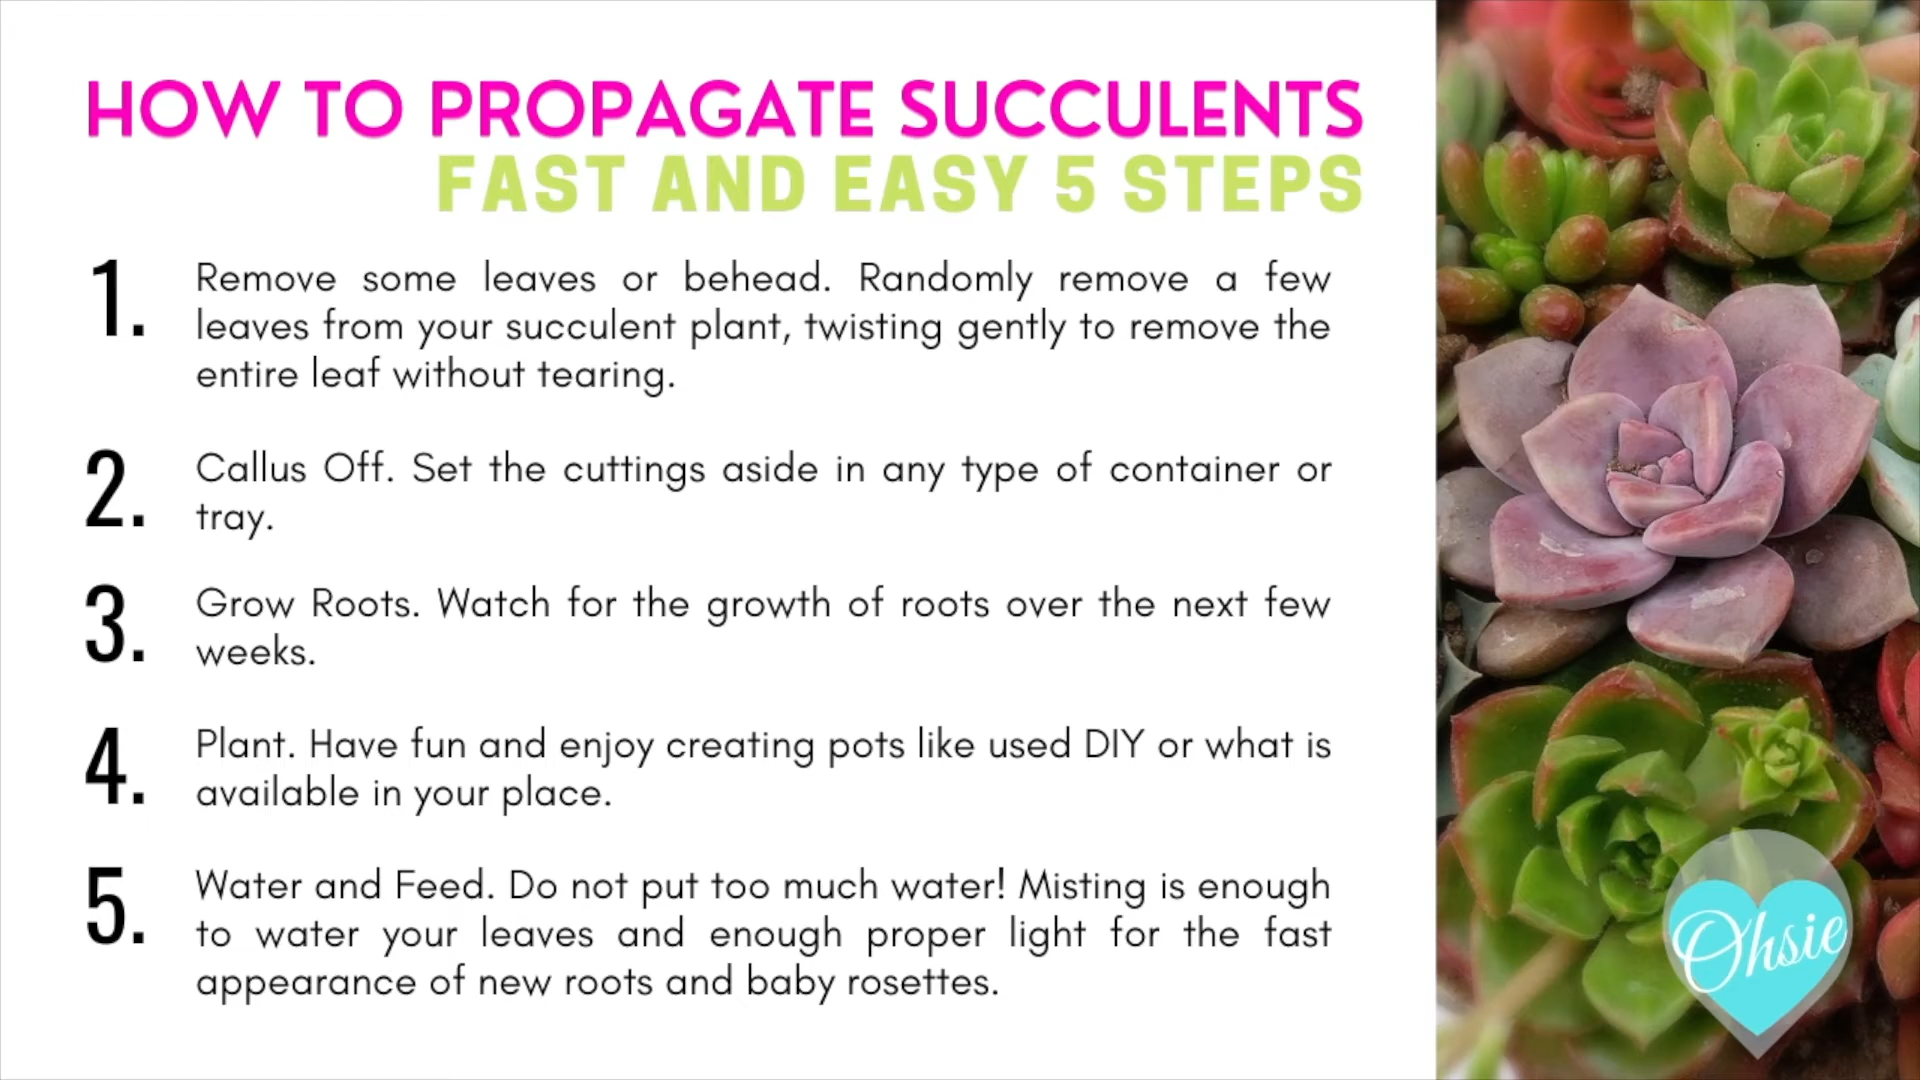 HOW TO PROPAGATE SUCCULENTS
FAST AND EASY 5 STEPS
1. Remove some leaves or behead. Randomly remove a few
leaves from your succulent plant, twisting gently to remove the
entire leaf without tearing.
2. Callus Off. Set the cuttings aside in any type of container or
tray.
3. Grow Roots. Watch for the growth of roots over the next few
weeks.
4. Plant. Have fun and enjoy creating pots like used DIY or what is
available in your place.
5. Water and Feed. Do not put too much water! Misting is enough
to water your leaves and enough proper light for the fast
appearance of new roots and baby rosettes.
Ohsie